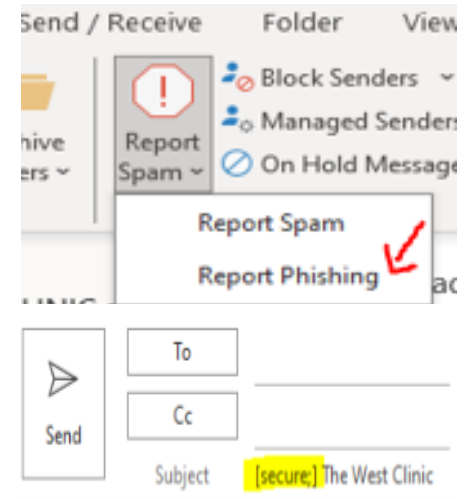 Send / Receive Folder View
Block Senders
Managed Senders
On Hold Message
Report
Spam
Report Spam
Report Phishing
To
Cc
Send
Subject [secure;] The West Clinic